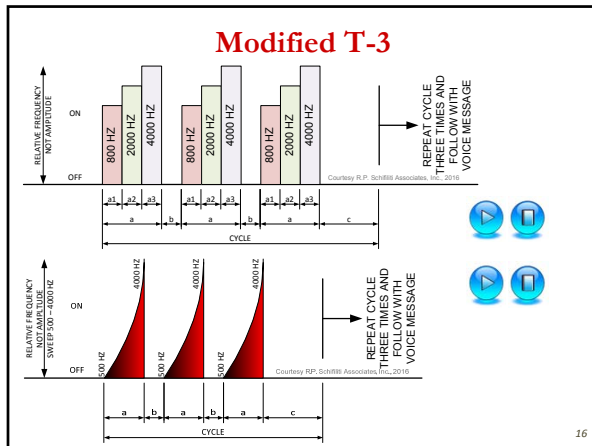 Modified T-3
RELATIVE FREQUENCY
NOT AMPLTUDE
ON
OFF
800 HZ
2000 HZ
4000 HZ
800 HZ
2000 HZ
4000 HZ
800 HZ
2000 HZ
4000 HZ
REPEAT CYCLE
THREE TIMES AND
FOLLOW WITH
VOICE MESSAGE
Courtesy R.P. Schifiliti Associates, Inc., 2016
a1 a2 a3 a1 a2 a3 a1 a2 a3
a b a b a c
CYCLE
RELATIVE FREQUENCY
NOT AMPLITUDE
SWEEP 500 – 4000 HZ
ON
OFF
500 HZ
4000 HZ
500 HZ
4000 HZ
500 HZ
4000 HZ
REPEAT CYCLE
THREE TIMES AND
FOLLOW WITH
VOICE MESSAGE
Courtesy R.P. Schifiliti Associates, Inc., 2016
a b a b a c
CYCLE
16